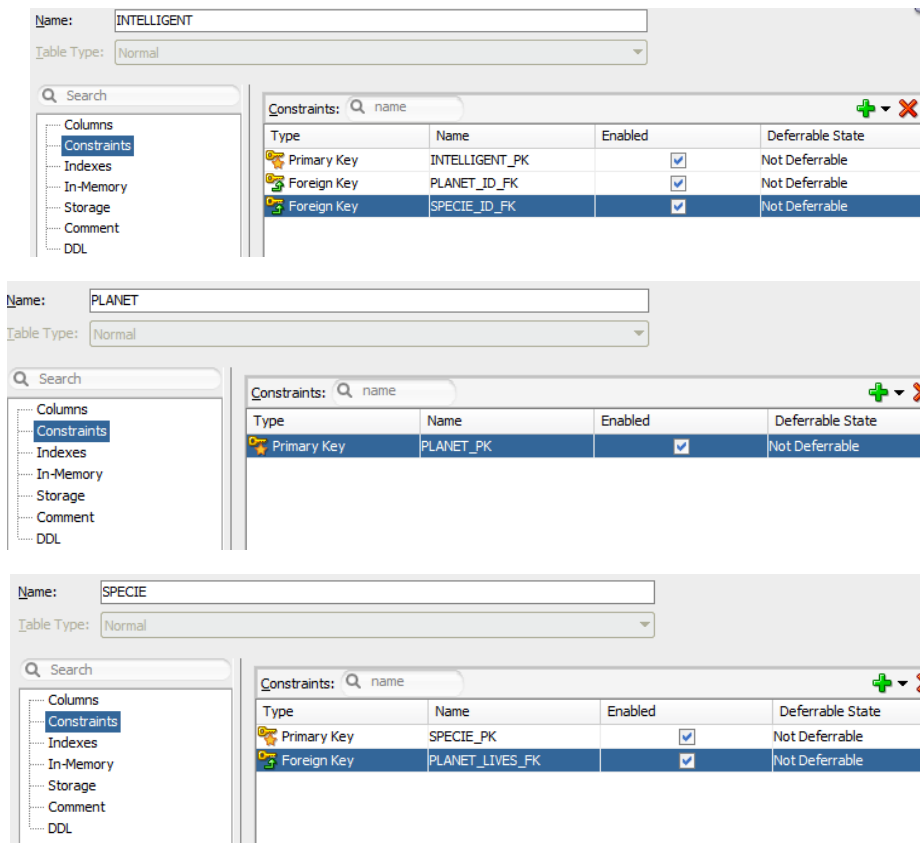 Name: INTELLIGENT
Table Type: Normal
Search
Columns
Constraints
Indexes
In-Memory
Storage
Comment
DDL
Constraints: name
Type Name Enabled Deferrable State
Primary Key INTELLIGENT_PK Not Deferrable
Foreign Key PLANET_ID_FK Not Deferrable
Foreign Key SPECIE_ID_FK Not Deferrable
Name: PLANET
Table Type: Normal
Search
Columns
Constraints
Indexes
In-Memory
Storage
Comment
DDL
Constraints: name
Type Name Enabled Deferrable State
Primary Key PLANET_PK Not Deferrable
Name: SPECIE
Table Type: Normal
Search
Columns
Constraints
Indexes
In-Memory
Storage
Comment
DDL
Constraints: name
Type Name Enabled Deferrable State
Primary Key SPECIE_PK Not Deferrable
Foreign Key PLANET_LIVES_FK Not Deferrable